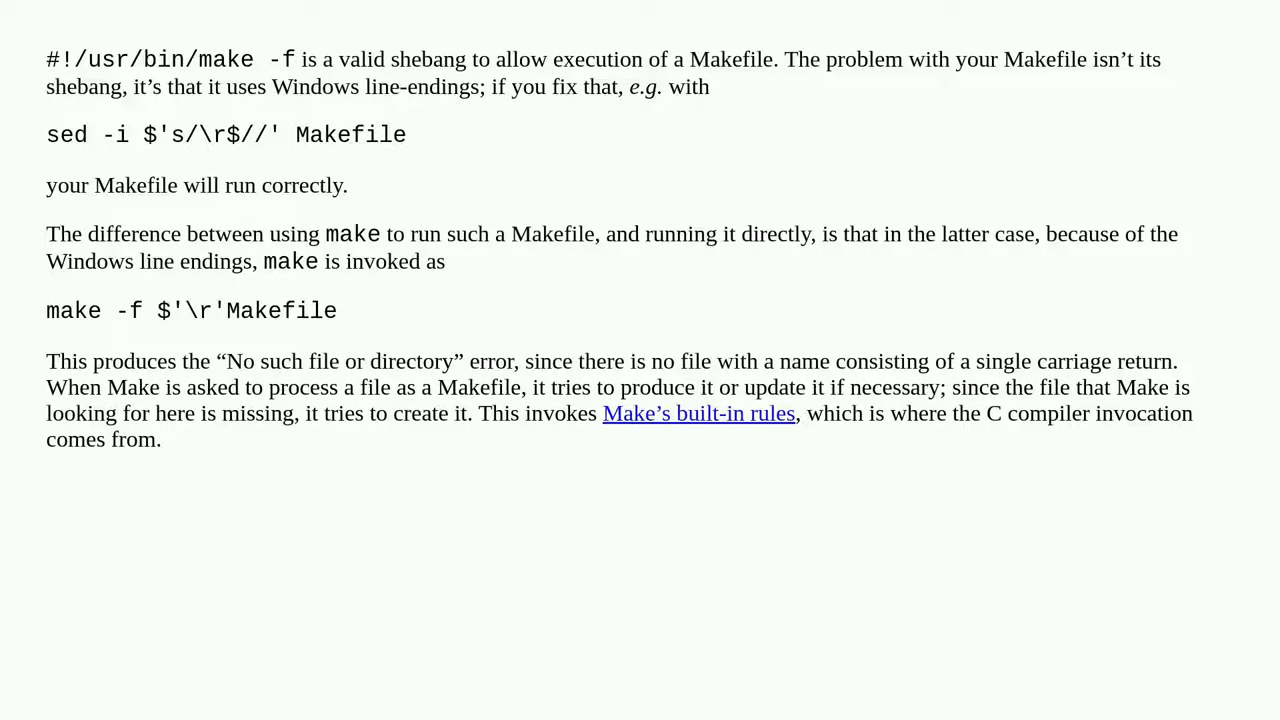 #!/usr/bin/make -f is a valid shebang to allow execution of a Makefile. The problem with your Makefile isn’t its
shebang, it’s that it uses Windows line-endings; if you fix that, e.g. with
sed -i $'s/\r$//' Makefile
your Makefile will run correctly.
The difference between using make to run such a Makefile, and running it directly, is that in the latter case, because of the
Windows line endings, make is invoked as
make -f $'\r'Makefile
This produces the “No such file or directory” error, since there is no file with a name consisting of a single carriage return.
When Make is asked to process a file as a Makefile, it tries to produce it or update it if necessary; since the file that Make is
looking for here is missing, it tries to create it. This invokes Make’s built-in rules, which is where the C compiler invocation
comes from.